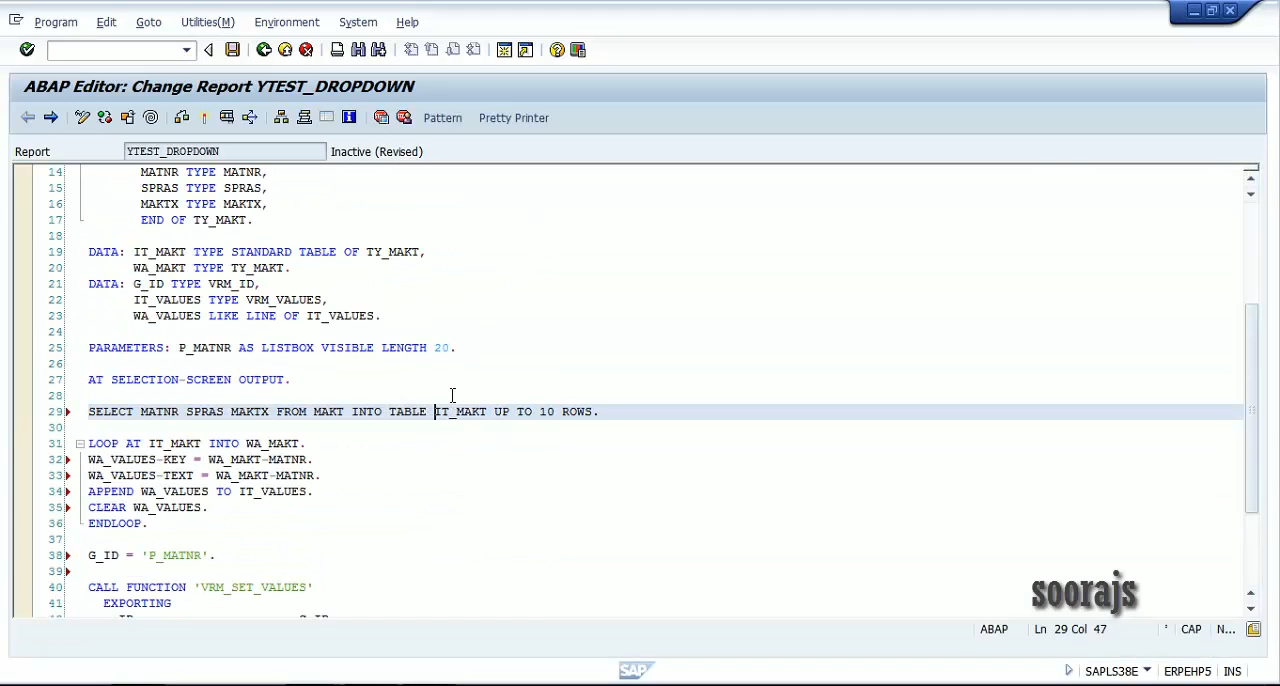 Program Edit Goto Utilities(M) Environment System Help
ABAP Editor: Change Report YTEST_DROPDOWN
Pattern Pretty Printer
Report YTEST_DROPDOWN Inactive (Revised)
14 MATNR TYPE MATNR,
15 SPRAS TYPE SPRAS,
16 MAKTX TYPE MAKTX,
17 END OF TY_MAKT.
18
19 DATA: IT_MAKT TYPE STANDARD TABLE OF TY_MAKT,
20 WA_MAKT TYPE TY_MAKT.
21 DATA: G_ID TYPE VRM_ID,
22 IT_VALUES TYPE VRM_VALUES,
23 WA_VALUES LIKE LINE OF IT_VALUES.
24
25 PARAMETERS: P_MATNR AS LISTBOX VISIBLE LENGTH 20.
26
27 AT SELECTION-SCREEN OUTPUT.
28
29 SELECT MATNR SPRAS MAKTX FROM MAKT INTO TABLE IT_MAKT UP TO 10 ROWS.
30
31 LOOP AT IT_MAKT INTO WA_MAKT.
32 WA_VALUES-KEY = WA_MAKT-MATNR.
33 WA_VALUES-TEXT = WA_MAKT-MATNR.
34 APPEND WA_VALUES TO IT_VALUES.
35 CLEAR WA_VALUES.
36 ENDLOOP.
37
38 G_ID = 'P_MATNR'.
39
40 CALL FUNCTION 'VRM_SET_VALUES'
41 EXPORTING
soorajs
ABAP Ln 29 Col 47 * CAP N...
SAP SAPLS38E ERPEHP5 INS